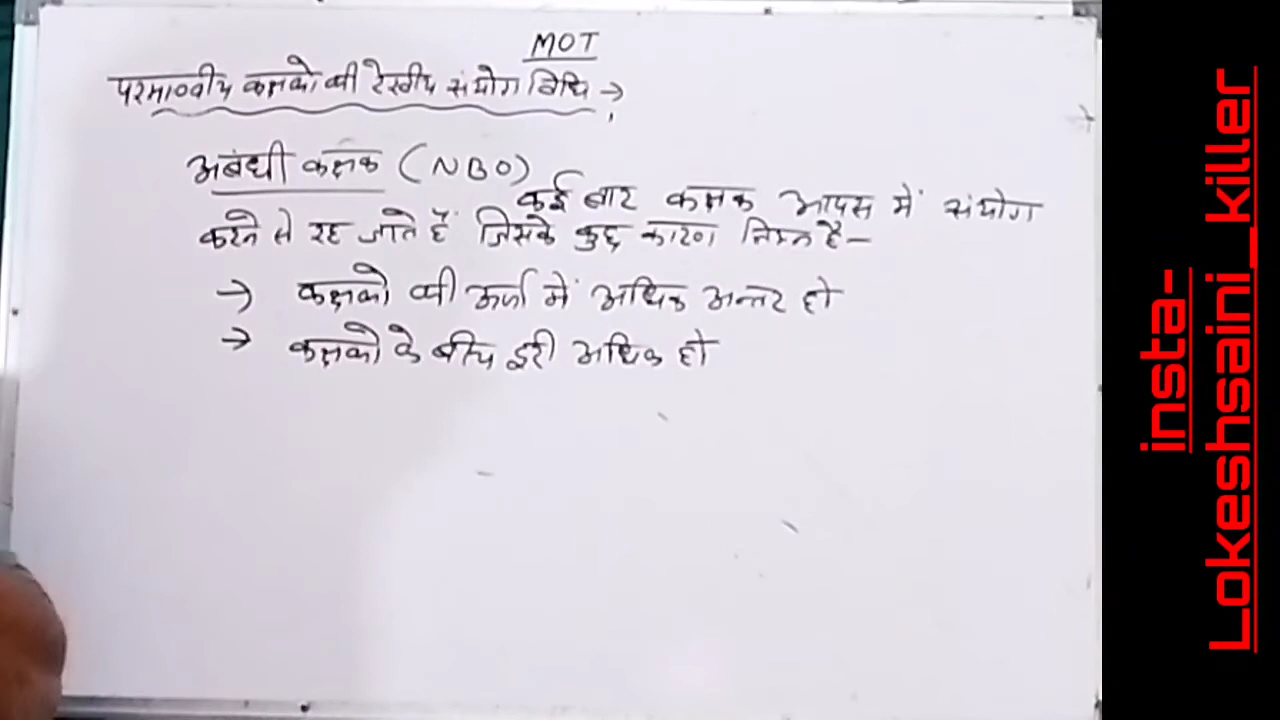 MOT
परमाण्वीय कक्षको की रेखीय संयोग विधि →
अबंधी कक्षक (NBO)
कई बार कक्षक आपस में संयोग
करने से रह जाते हैं जिसके कुछ कारण निम्न है-
→ कक्षको की ऊर्जा में अधिक अन्तर हो
→ कक्षको के बीच दूरी अधिक हो
insta-
Lokeshsaini_killer